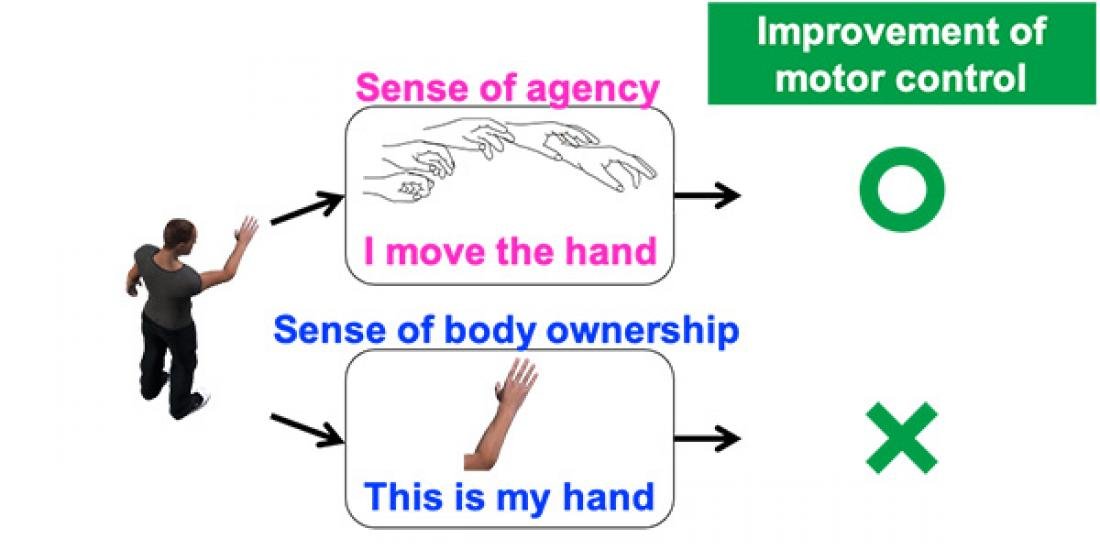 Improvement of
motor control
Sense of agency
I move the hand
Sense of body ownership
This is my hand